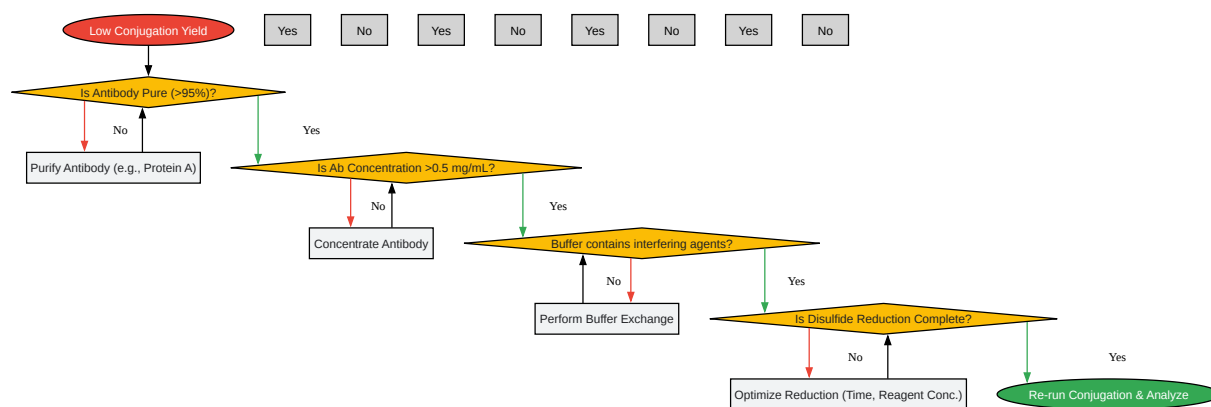 Low Conjugation Yield
Yes
No
Yes
No
Yes
No
Yes
No
Is Antibody Pure (>95%)?
No
Yes
Purify Antibody (e.g., Protein A)
Is Ab Concentration >0.5 mg/mL?
No
Yes
Concentrate Antibody
Buffer contains interfering agents?
No
Yes
Perform Buffer Exchange
Is Disulfide Reduction Complete?
No
Yes
Optimize Reduction (Time, Reagent Conc.)
Re-run Conjugation & Analyze